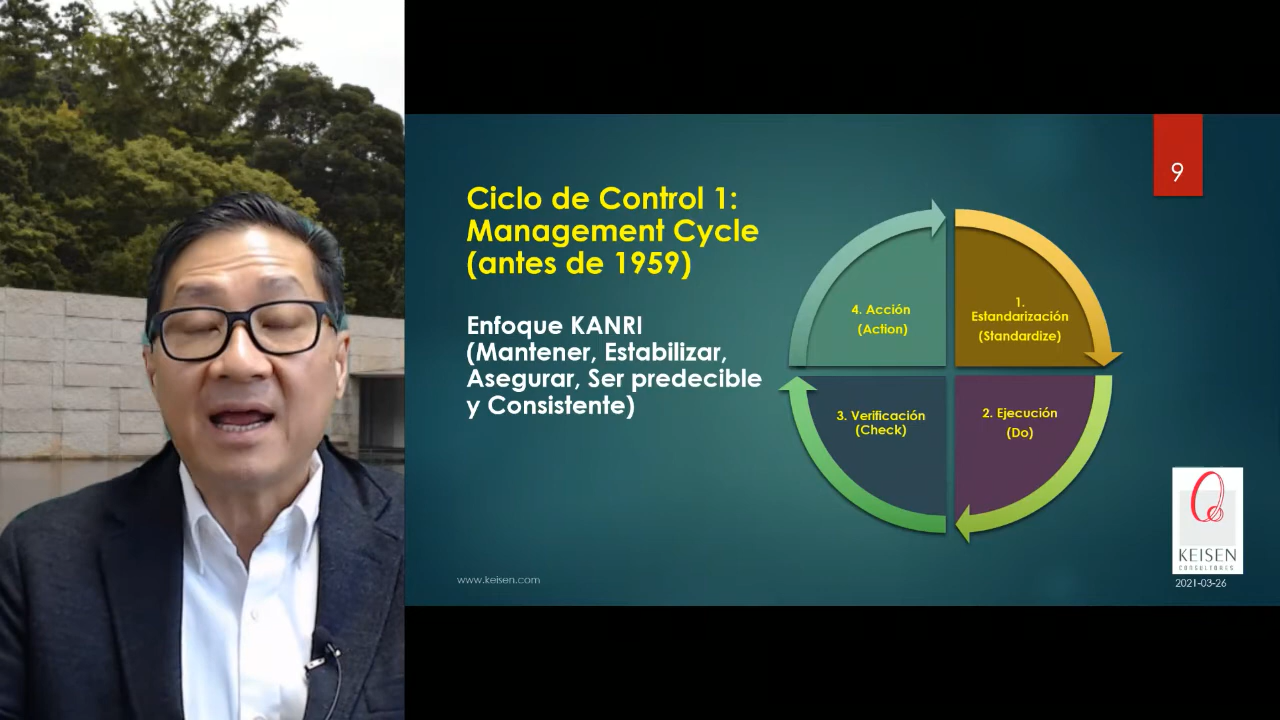 9
Ciclo de Control 1:
Management Cycle
(antes de 1959)
Enfoque KANRI
(Mantener, Estabilizar,
Asegurar, Ser predecible
y Consistente)
4. Acción
(Action)
1.
Estandarización
(Standardize)
3. Verificación
(Check)
2. Ejecución
(Do)
KEISEN
CONSULTORES
www.keisen.com
2021-03-26